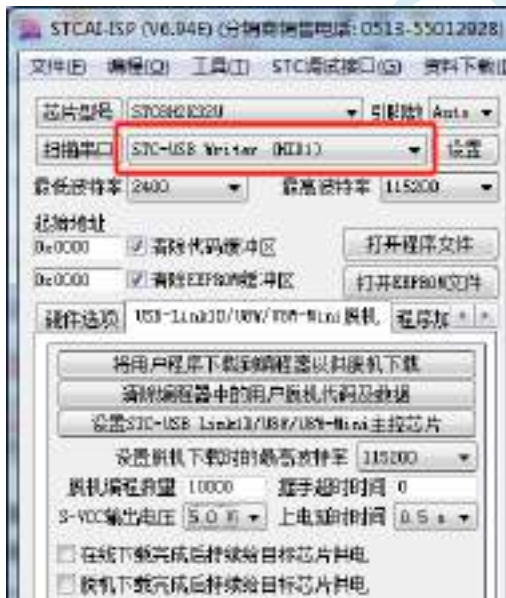 STCAI-ISP (V6.94E) (分销商销售电话: 0513-55012928)
文件(F) 编程(O) 工具(T) STC调试接口(G) 资料下载(
芯片型号 STC8H2K32U 引脚数 Auto
扫描串口 STC-USB Writer (HID1) 设置
最低波特率 2400 最高波特率 115200
起始地址
0x0000 清除代码缓冲区 打开程序文件
0x0000 清除EEPROM缓冲区 打开EEPROM文件
硬件选项 USB-Link1D/U8W/U8W-Mini脱机 程序加
将用户程序下载到编程器以供脱机下载
清除编程器中的用户脱机代码及数据
设置STC-USB Link1D/U8W/U8W-Mini主控芯片
设置脱机下载时的最高波特率 115200
脱机编程数量 10000 握手超时时间 0
S-VCC输出电压 5.0 上电延时时间 0.5 s
在线下载完成后持续给目标芯片供电
脱机下载完成后持续给目标芯片供电